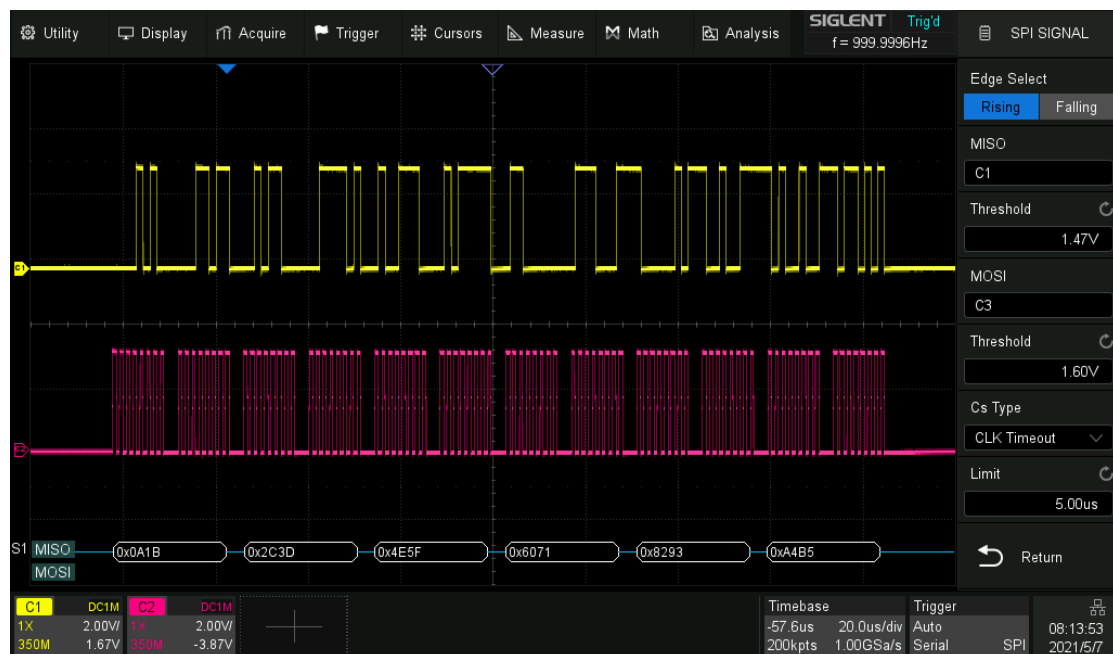 Utility Display Acquire Trigger Cursors Measure Math Analysis
SIGLENT Trig'd
f = 999.9996Hz
SPI SIGNAL
Edge Select
Rising Falling
MISO
C1
Threshold
1.47V
MOSI
C3
Threshold
1.60V
Cs Type
CLK Timeout
Limit
5.00us
Return
C1
C2
S1 MISO 0x0A1B 0x2C3D 0x4E5F 0x6071 0x8293 0xA4B5
MOSI
C1 DC1M
1X 2.00V/
350M 1.67V
C2 DC1M
1X 2.00V/
350M -3.87V
Timebase
-57.6us 20.0us/div
200kpts 1.00GSa/s
Trigger
Auto
Serial SPI
08:13:53
2021/5/7